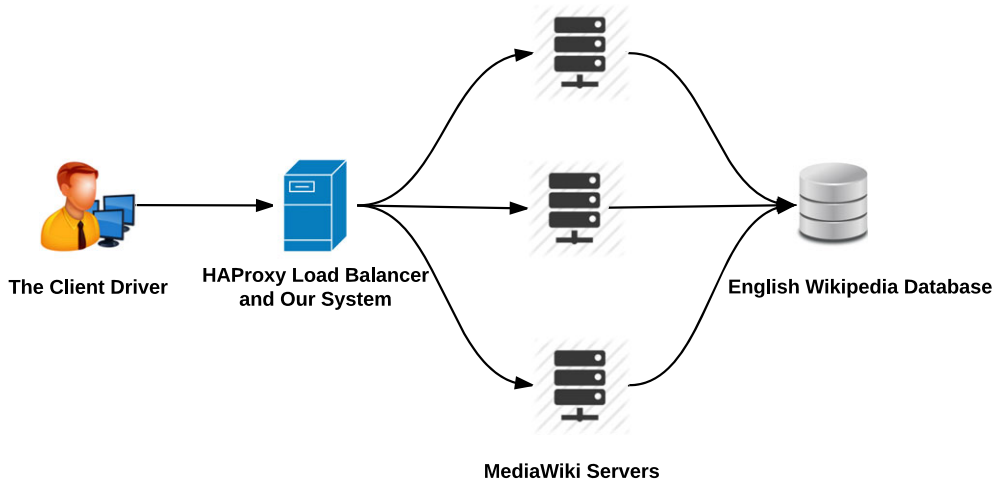 The Client Driver
HAProxy Load Balancer
and Our System
English Wikipedia Database
MediaWiki Servers